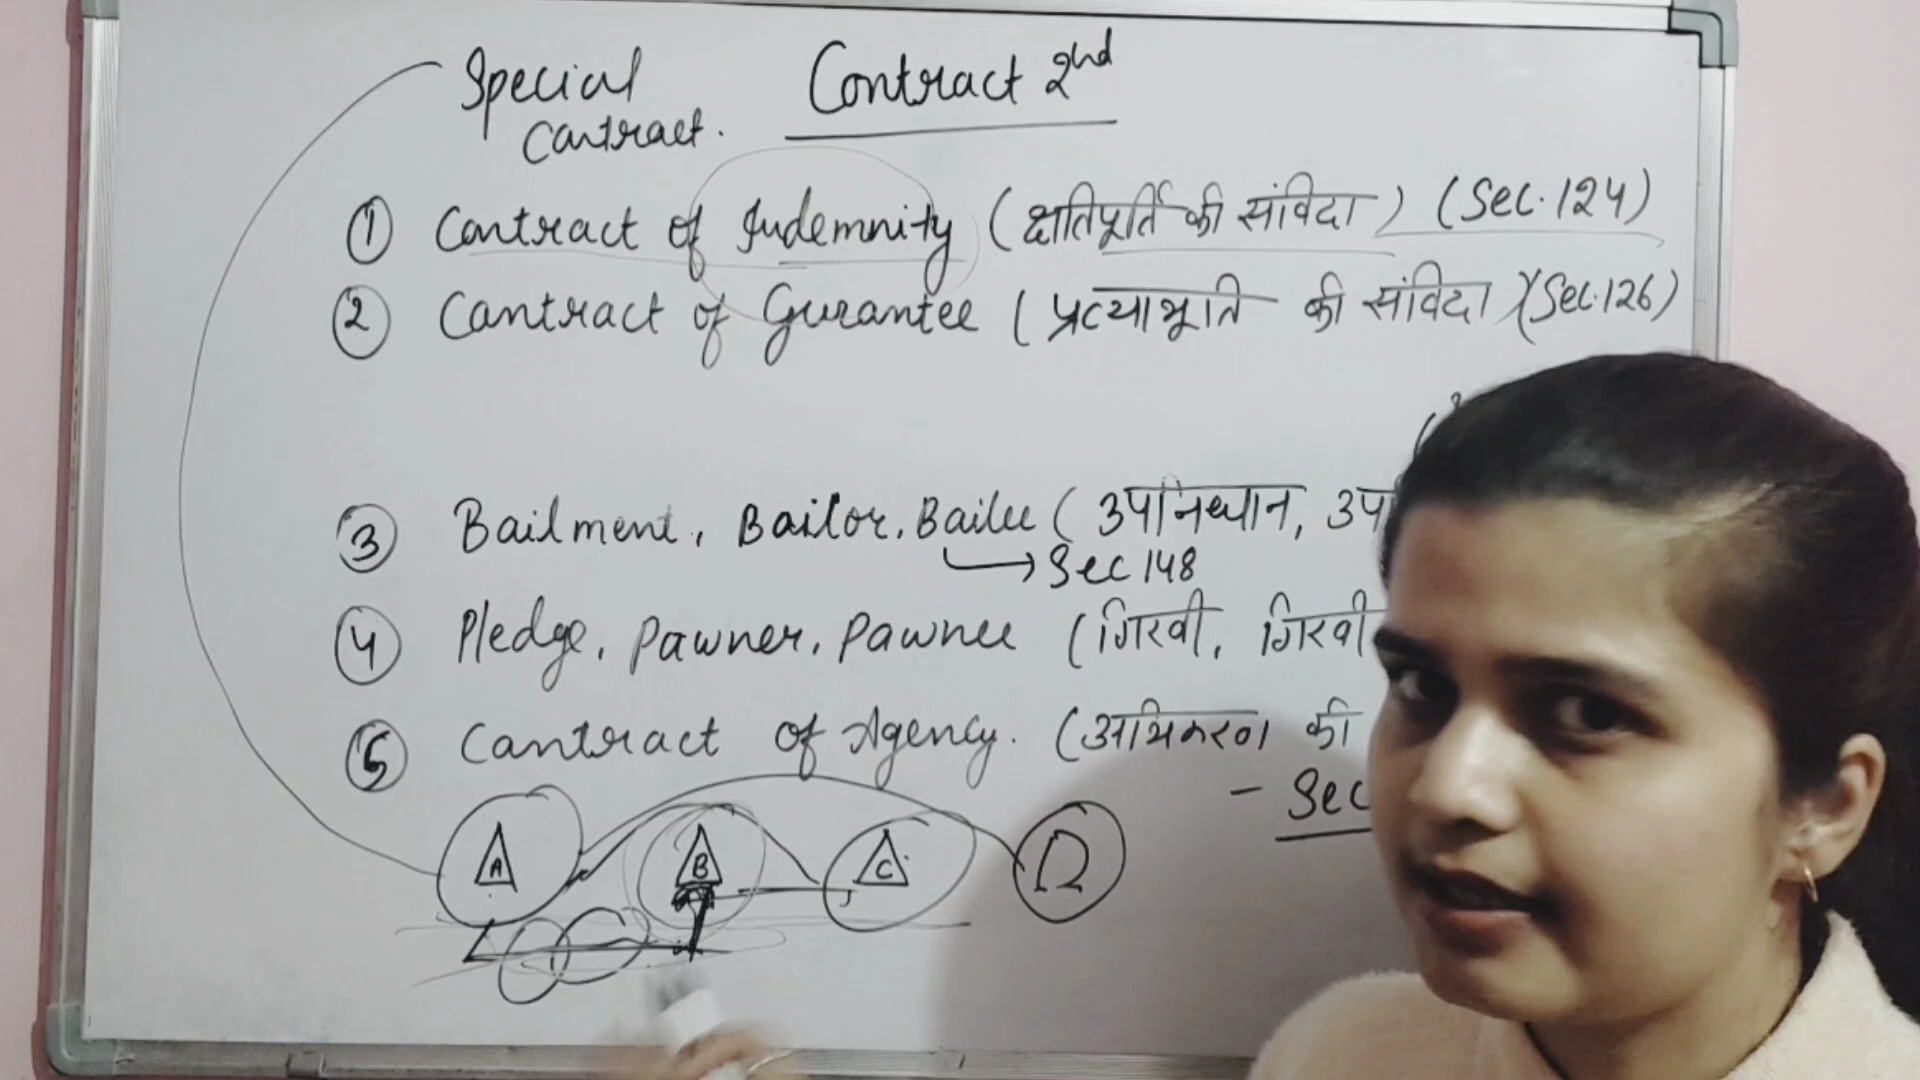 Special Contract 2nd
Contract.
① Contract of Indemnity (क्षतिपूर्ति की संविदा) (Sec. 124)
② Contract of Gurantee (प्रत्याभूति की संविदा) (Sec. 126)
③ Bailment, Bailor, Bailee (उपनिधान, उप
→ Sec 148
④ Pledge, Pawner, Pawnee (गिरवी, गिरवी
⑤ Contract of Agency. (अभिकरण की
- Sec
A B C